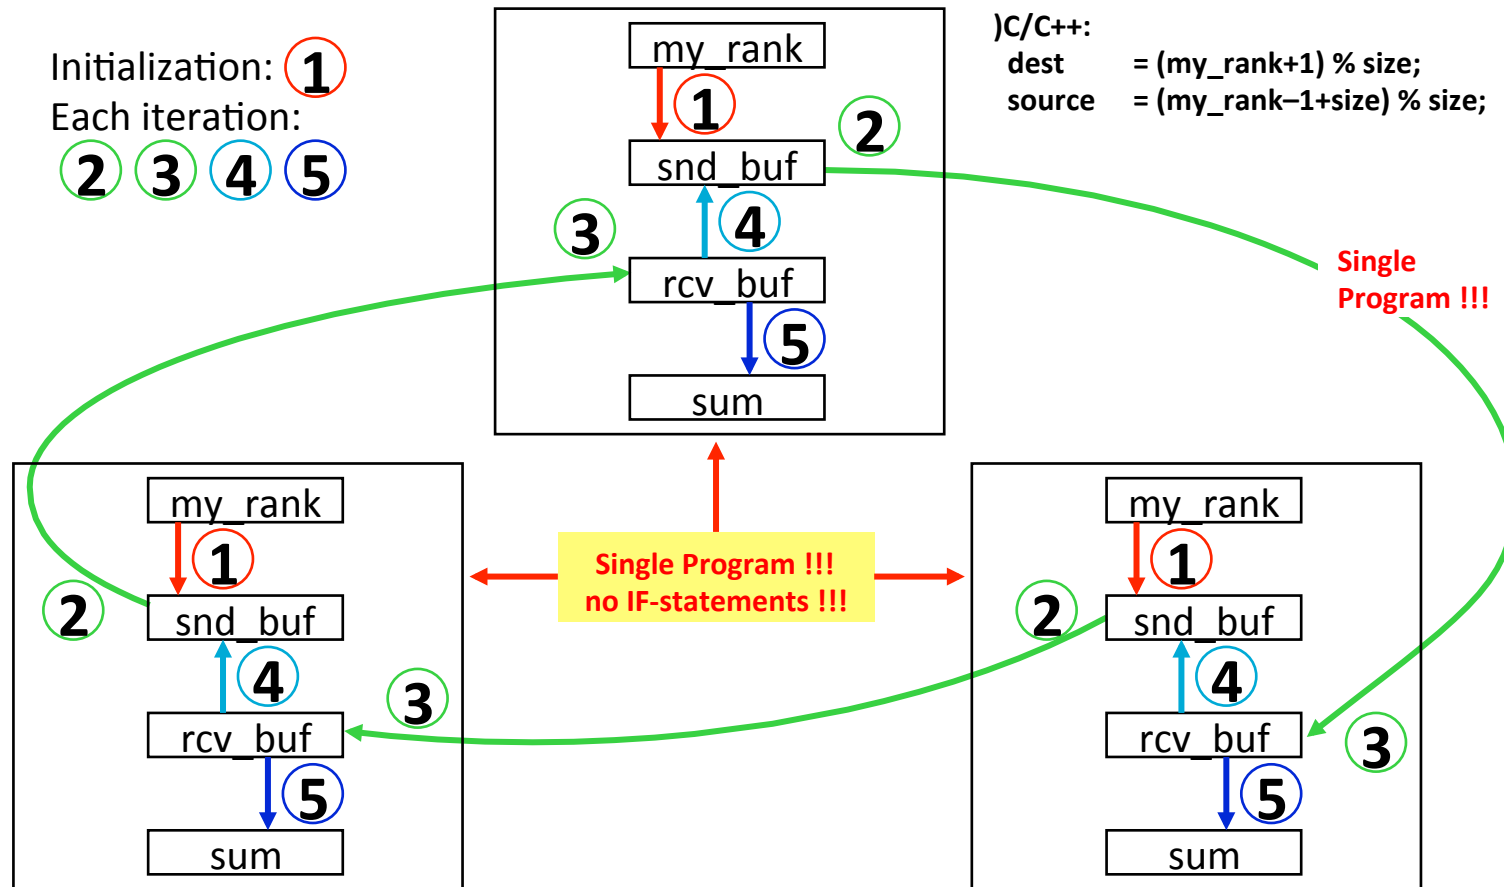 Initialization: 1
Each iteration:
2 3 4 5
my_rank
1
snd_buf
2
3
4
rcv_buf
5
sum
)C/C++:
dest = (my_rank+1) % size;
source = (my_rank–1+size) % size;
Single
Program !!!
my_rank
1
2
snd_buf
4
3
rcv_buf
5
sum
Single Program !!!
no IF-statements !!!
my_rank
1
2
snd_buf
4
rcv_buf
3
5
sum